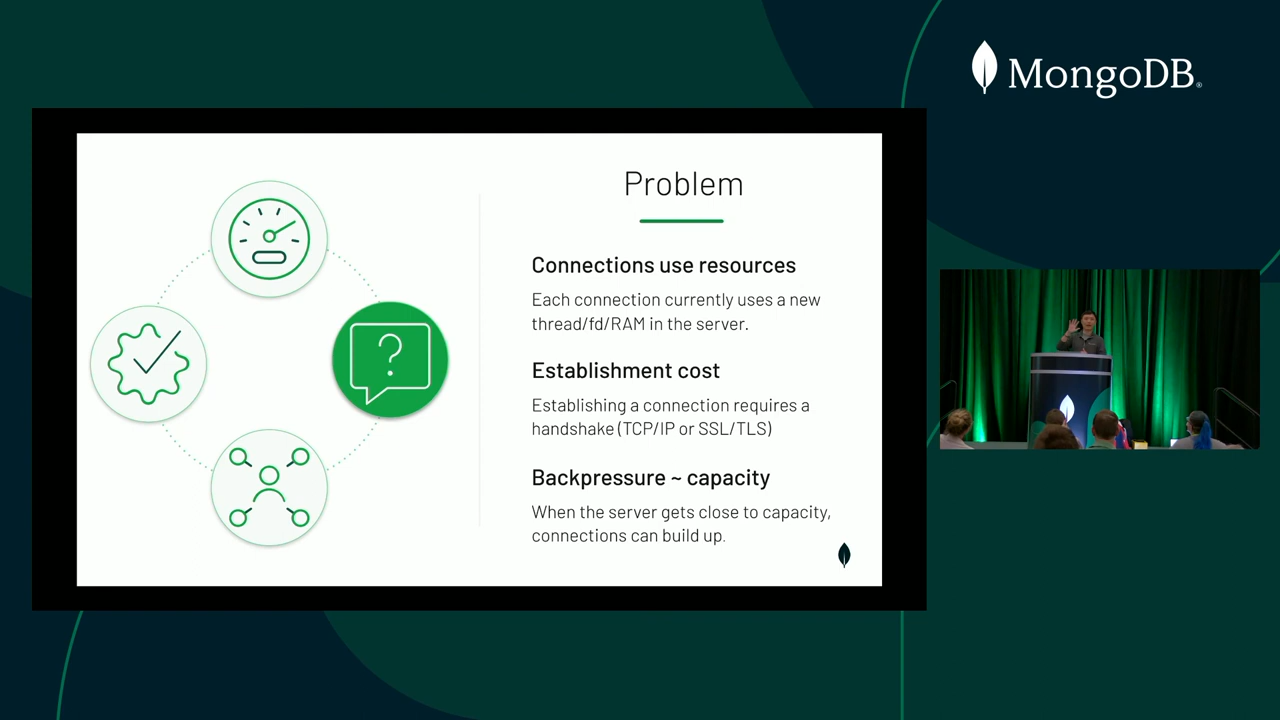 MongoDB®
Problem
Connections use resources
Each connection currently uses a new
thread/fd/RAM in the server.
Establishment cost
Establishing a connection requires a
handshake (TCP/IP or SSL/TLS)
Backpressure ~ capacity
When the server gets close to capacity,
connections can build up.
?